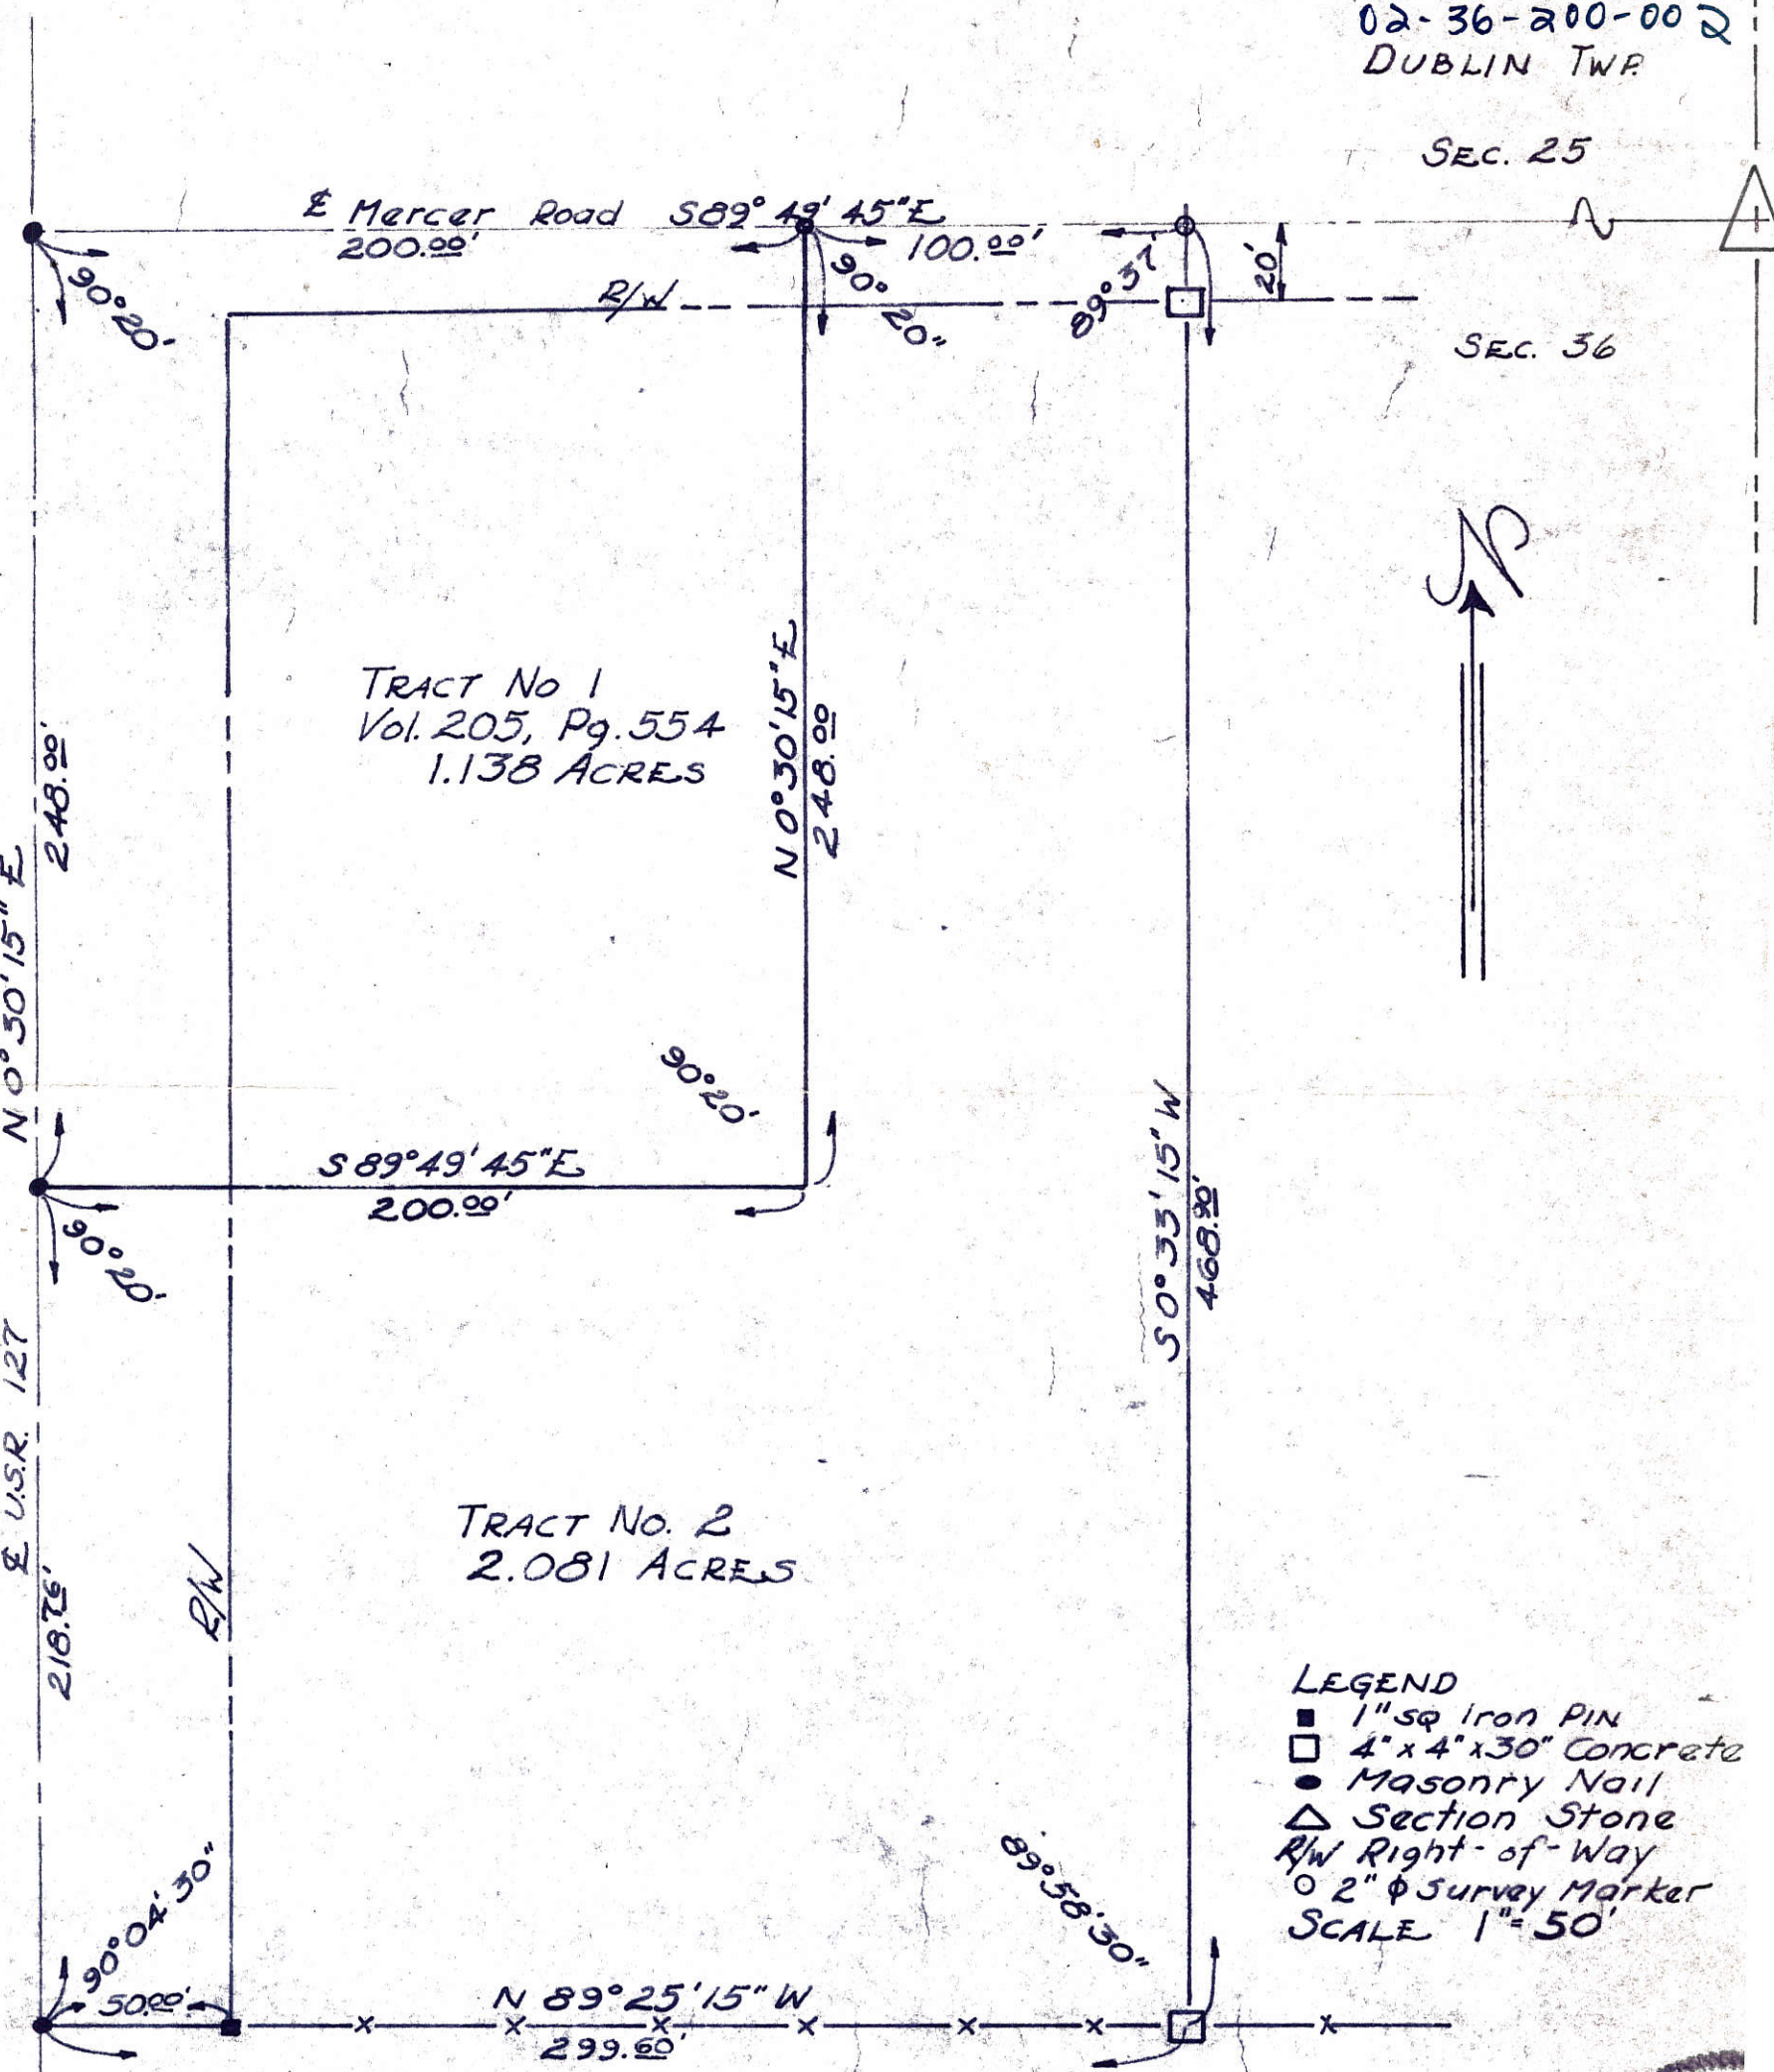 02-36-200-002
DUBLIN TWP.
SEC. 25
℄ Mercer Road S89° 49' 45"E
200.00'
100.00'
90°20'
90° 20'
89°37'
20'
R/W
SEC. 36
N
TRACT No 1
Vol. 205, Pg. 554
1.138 ACRES
N 0°30'15"E
248.00
248.00'
N 0°30'15"E
90°20'
S 89°49'45"E
200.00'
90°20'
S 0°33'15"W
468.90'
℄ U.S.R. 127
218.76'
R/W
TRACT No. 2
2.081 ACRES
LEGEND
1" SQ Iron PIN
4" x 4" x 30" Concrete
Masonry Nail
Section Stone
R/W Right-of-Way
2" ϕ Survey Marker
SCALE 1"= 50'
90°04'30"
50.00'
89°58'30"
N 89°25'15" W
299.60'